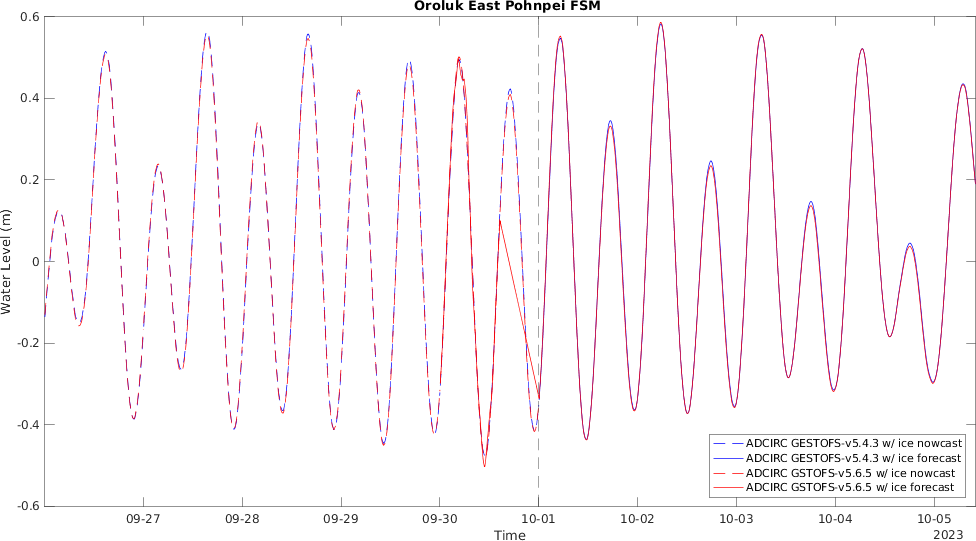 Oroluk East Pohnpei FSM
Water Level (m)
0.6
0.4
0.2
0
-0.2
-0.4
-0.6
09-27 09-28 09-29 09-30 10-01 10-02 10-03 10-04 10-05
Time
2023
ADCIRC GESTOFS-v5.4.3 w/ ice nowcast
ADCIRC GESTOFS-v5.4.3 w/ ice forecast
ADCIRC GSTOFS-v5.6.5 w/ ice nowcast
ADCIRC GSTOFS-v5.6.5 w/ ice forecast